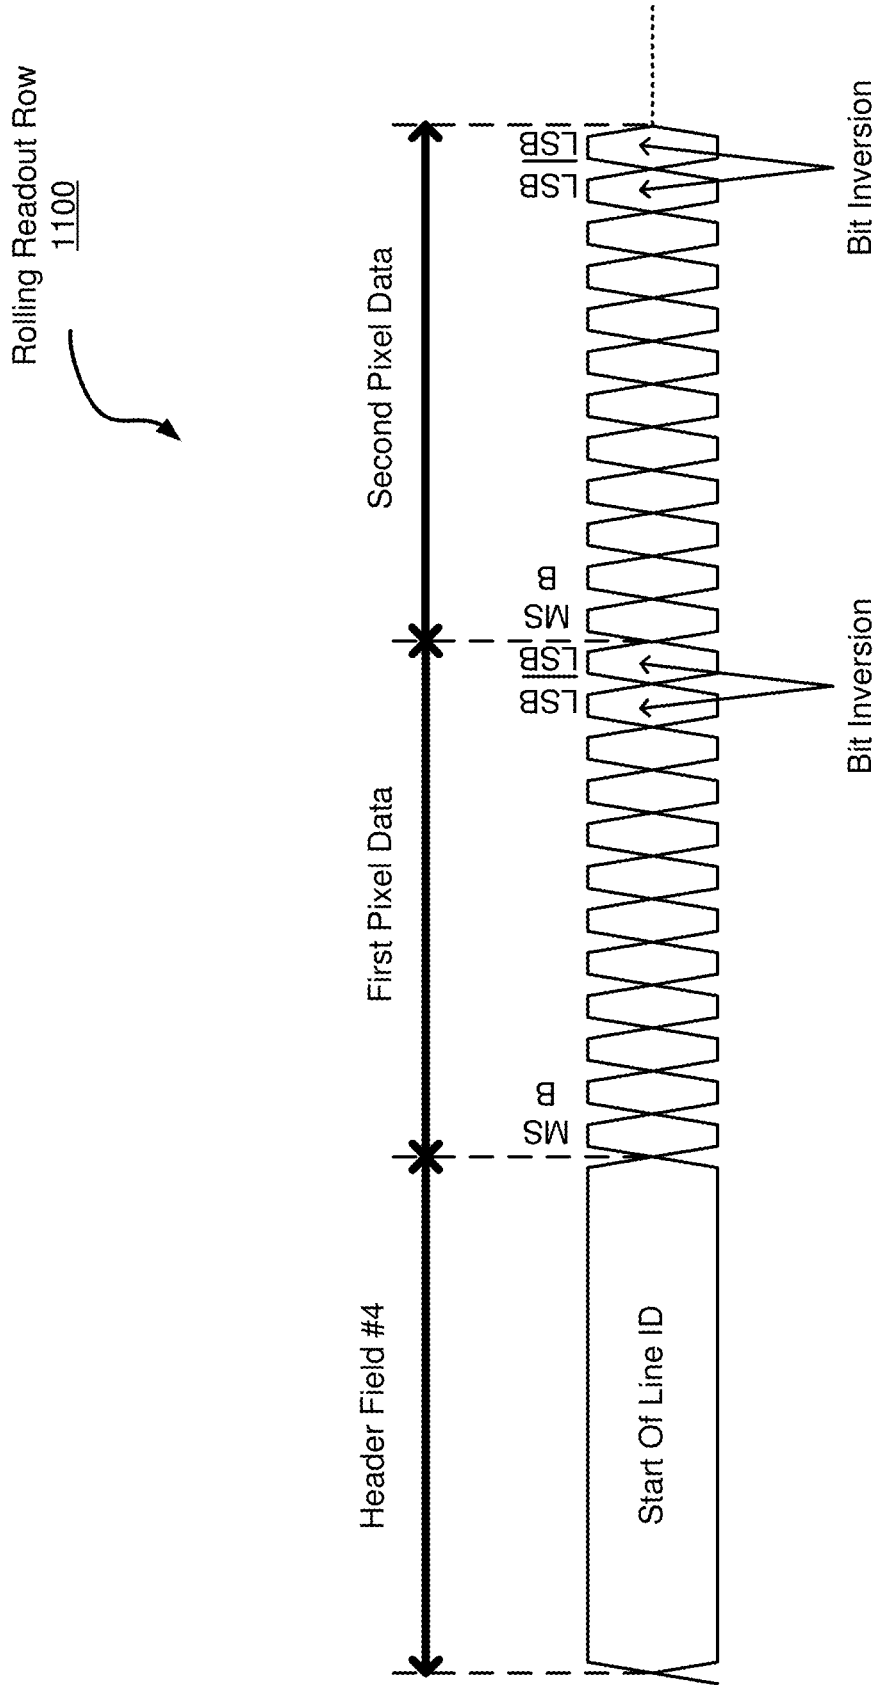 Rolling Readout Row
1100
Header Field #4
First Pixel Data
Second Pixel Data
MS
B
LSB
LSB
MS
B
LSB
LSB
Start Of Line ID
Bit Inversion
Bit Inversion